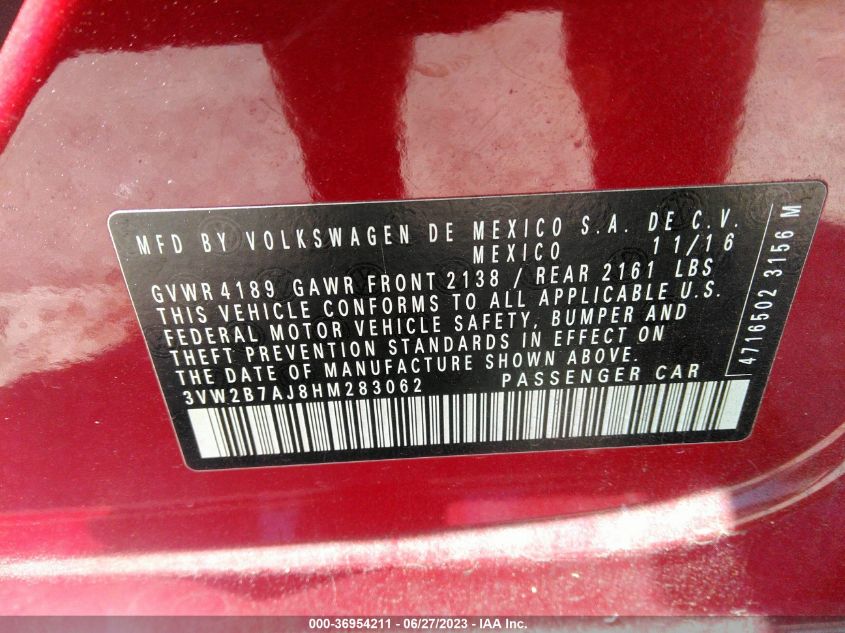 MFD BY VOLKSWAGEN DE MEXICO S.A. DE C.V.
MEXICO 11/16
GVWR 4189 GAWR FRONT 2138 / REAR 2161 LBS
THIS VEHICLE CONFORMS TO ALL APPLICABLE U.S.
FEDERAL MOTOR VEHICLE SAFETY, BUMPER AND
THEFT PREVENTION STANDARDS IN EFFECT ON
THE DATE OF MANUFACTURE SHOWN ABOVE.
3VW2B7AJ8HM283062 PASSENGER CAR
4716502 3156 M
000-36954211 - 06/27/2023 - IAA Inc.